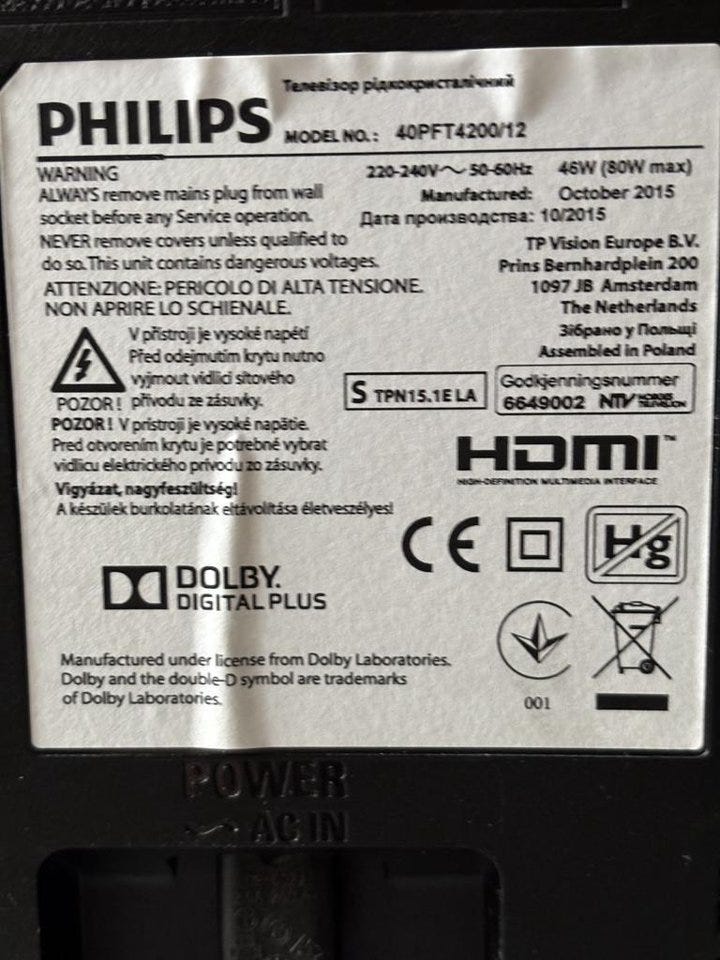 Телевізор рідкокристалічний
PHILIPS MODEL NO.: 40PFT4200/12
WARNING
ALWAYS remove mains plug from wall
socket before any Service operation.
NEVER remove covers unless qualified to
do so. This unit contains dangerous voltages.
ATTENZIONE: PERICOLO DI ALTA TENSIONE.
NON APRIRE LO SCHIENALE.
220-240V~ 50-60Hz 46W (80W max)
Manufactured: October 2015
Дата производства: 10/2015
TP Vision Europe B.V.
Prins Bernhardplein 200
1097 JB Amsterdam
The Netherlands
Зібрано у Польщі
Assembled in Poland
V přístroji je vysoké napětí
Před odejmutím krytu nutno
vyjmout vidlici síťového
POZOR! přívodu ze zásuvky.
POZOR! V prístroji je vysoké napätie.
Pred otvorením krytu je potrebné vybrat
vidlicu elektrického prívodu zo zásuvky.
Vigyázat, nagyfeszültség!
A készülek burkolatának eltávolítása életveszélyes!
S TPN15.1E LA
Godkjenningsnummer
6649002 NTV
HDMI™
HIGH-DEFINITION MULTIMEDIA INTERFACE
CE
Hg
DOLBY.
DIGITAL PLUS
Manufactured under license from Dolby Laboratories.
Dolby and the double-D symbol are trademarks
of Dolby Laboratories.
001
POWER
~ AC IN